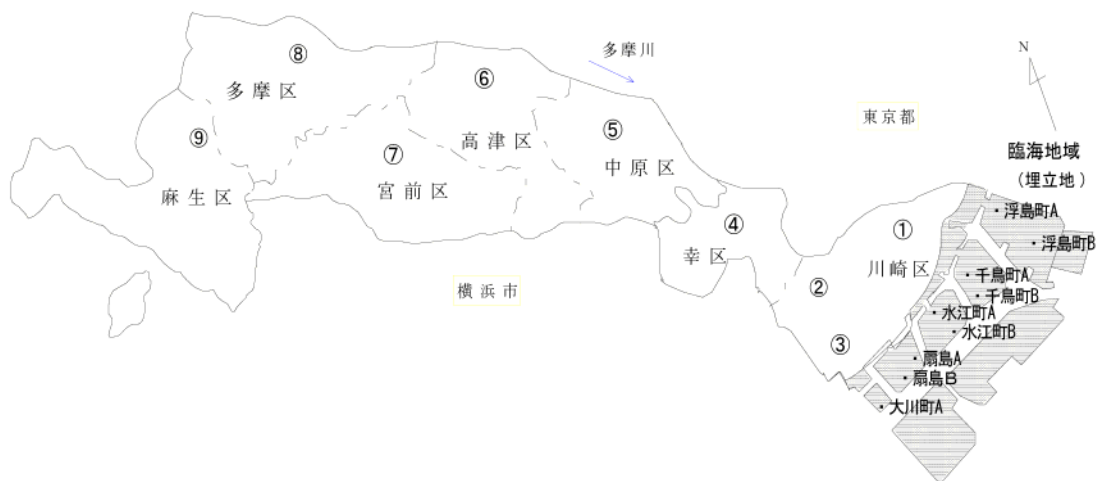 ⑧
多摩区
⑨
麻生区
⑥
高津区
⑦
宮前区
多摩川
⑤
中原区
④
幸区
横浜市
東京都
N
臨海地域
（埋立地）
①
川崎区
②
③
浮島町A
浮島町B
千鳥町A
千鳥町B
水江町A
水江町B
扇島A
扇島B
大川町A